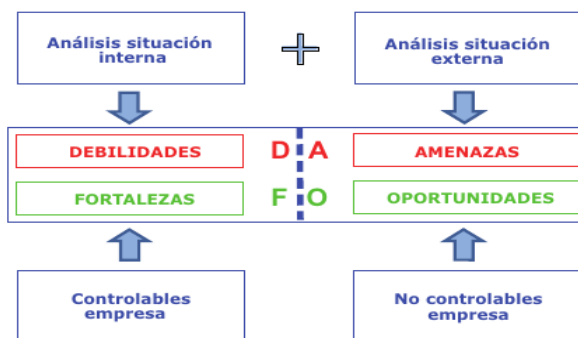 Análisis situación
interna
Análisis situación
externa
DEBILIDADES
D A
AMENAZAS
FORTALEZAS
F O
OPORTUNIDADES
Controlables
empresa
No controlables
empresa